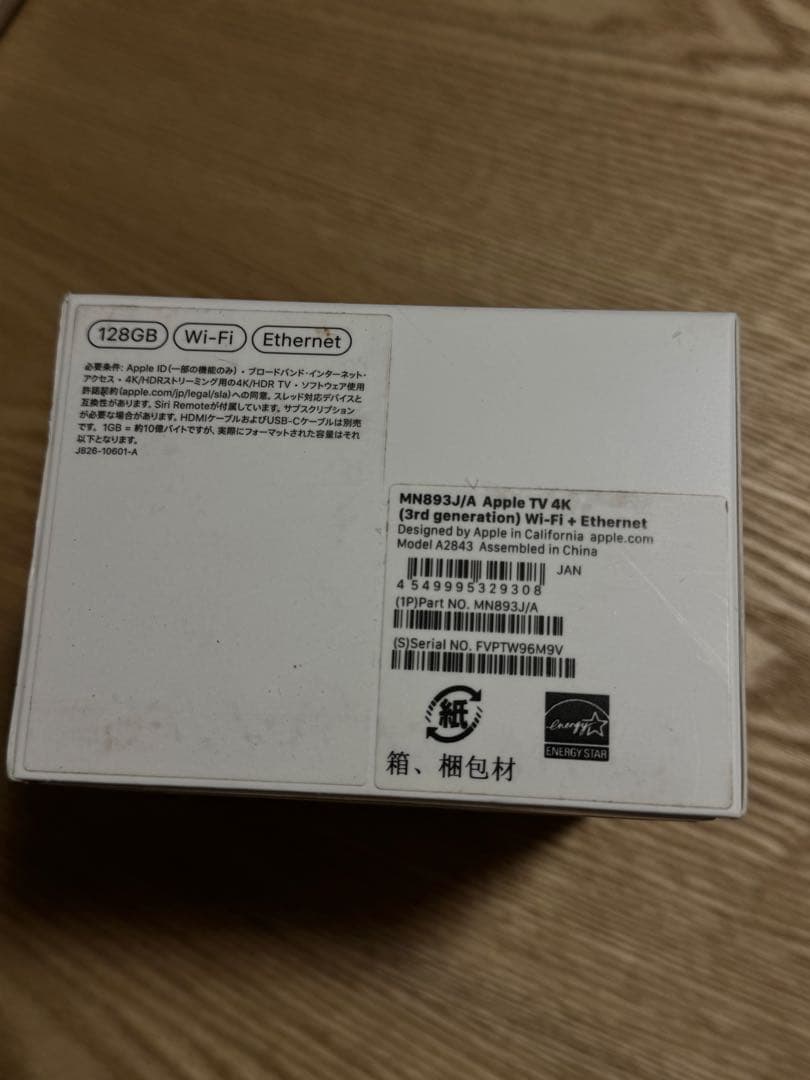 128GB Wi-Fi Ethernet
必要条件: Apple ID(一部の機能のみ)・ブロードバンド・インターネット・
アクセス・4K/HDRストリーミング用の4K/HDR TV・ソフトウェア使用
許諾契約(apple.com/jp/legal/sla)への同意。スレッド対応デバイスと
互換性があります。Siri Remoteが付属しています。サブスクリプション
が必要な場合があります。HDMIケーブルおよびUSB-Cケーブルは別売
です。1GB = 約10億バイトですが、実際にフォーマットされた容量はそれ
以下となります。
J826-10601-A
MN893J/A Apple TV 4K
(3rd generation) Wi-Fi + Ethernet
Designed by Apple in California apple.com
Model A2843 Assembled in China
JAN
4 549995 329308
(1P)Part NO. MN893J/A
(S)Serial NO. FVPTW96M9V
紙
energy
ENERGY STAR
箱、梱包材